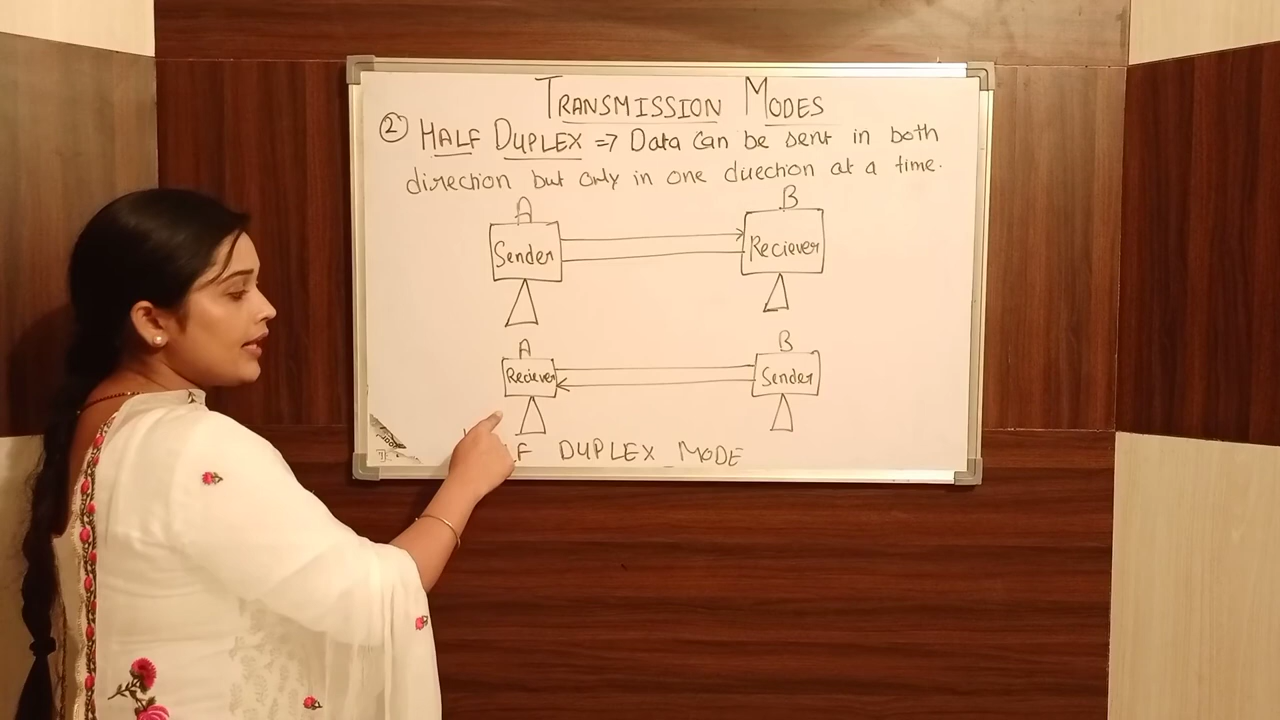 TRANSMISSION MODES
② HALF DUPLEX => Data can be sent in both
direction but only in one duection at a time.
A B
Sender Reciever
A B
Reciever Sender
DUPLEX MODE